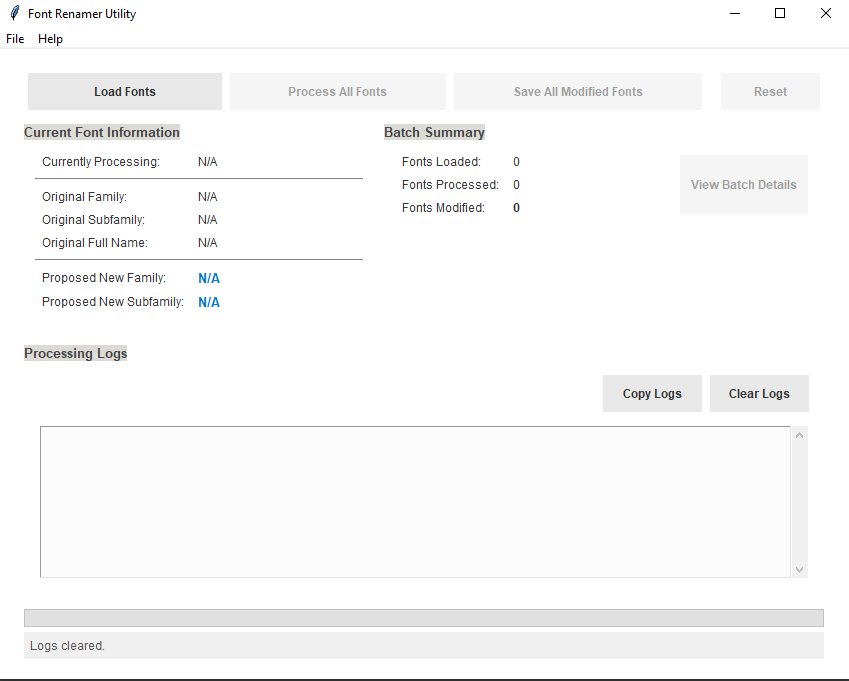 Font Renamer Utility
File Help
Load Fonts Process All Fonts Save All Modified Fonts Reset
Current Font Information
Currently Processing: N/A
Original Family: N/A
Original Subfamily: N/A
Original Full Name: N/A
Proposed New Family: N/A
Proposed New Subfamily: N/A
Batch Summary
Fonts Loaded: 0
Fonts Processed: 0
Fonts Modified: 0
View Batch Details
Processing Logs
Copy Logs Clear Logs
Logs cleared.